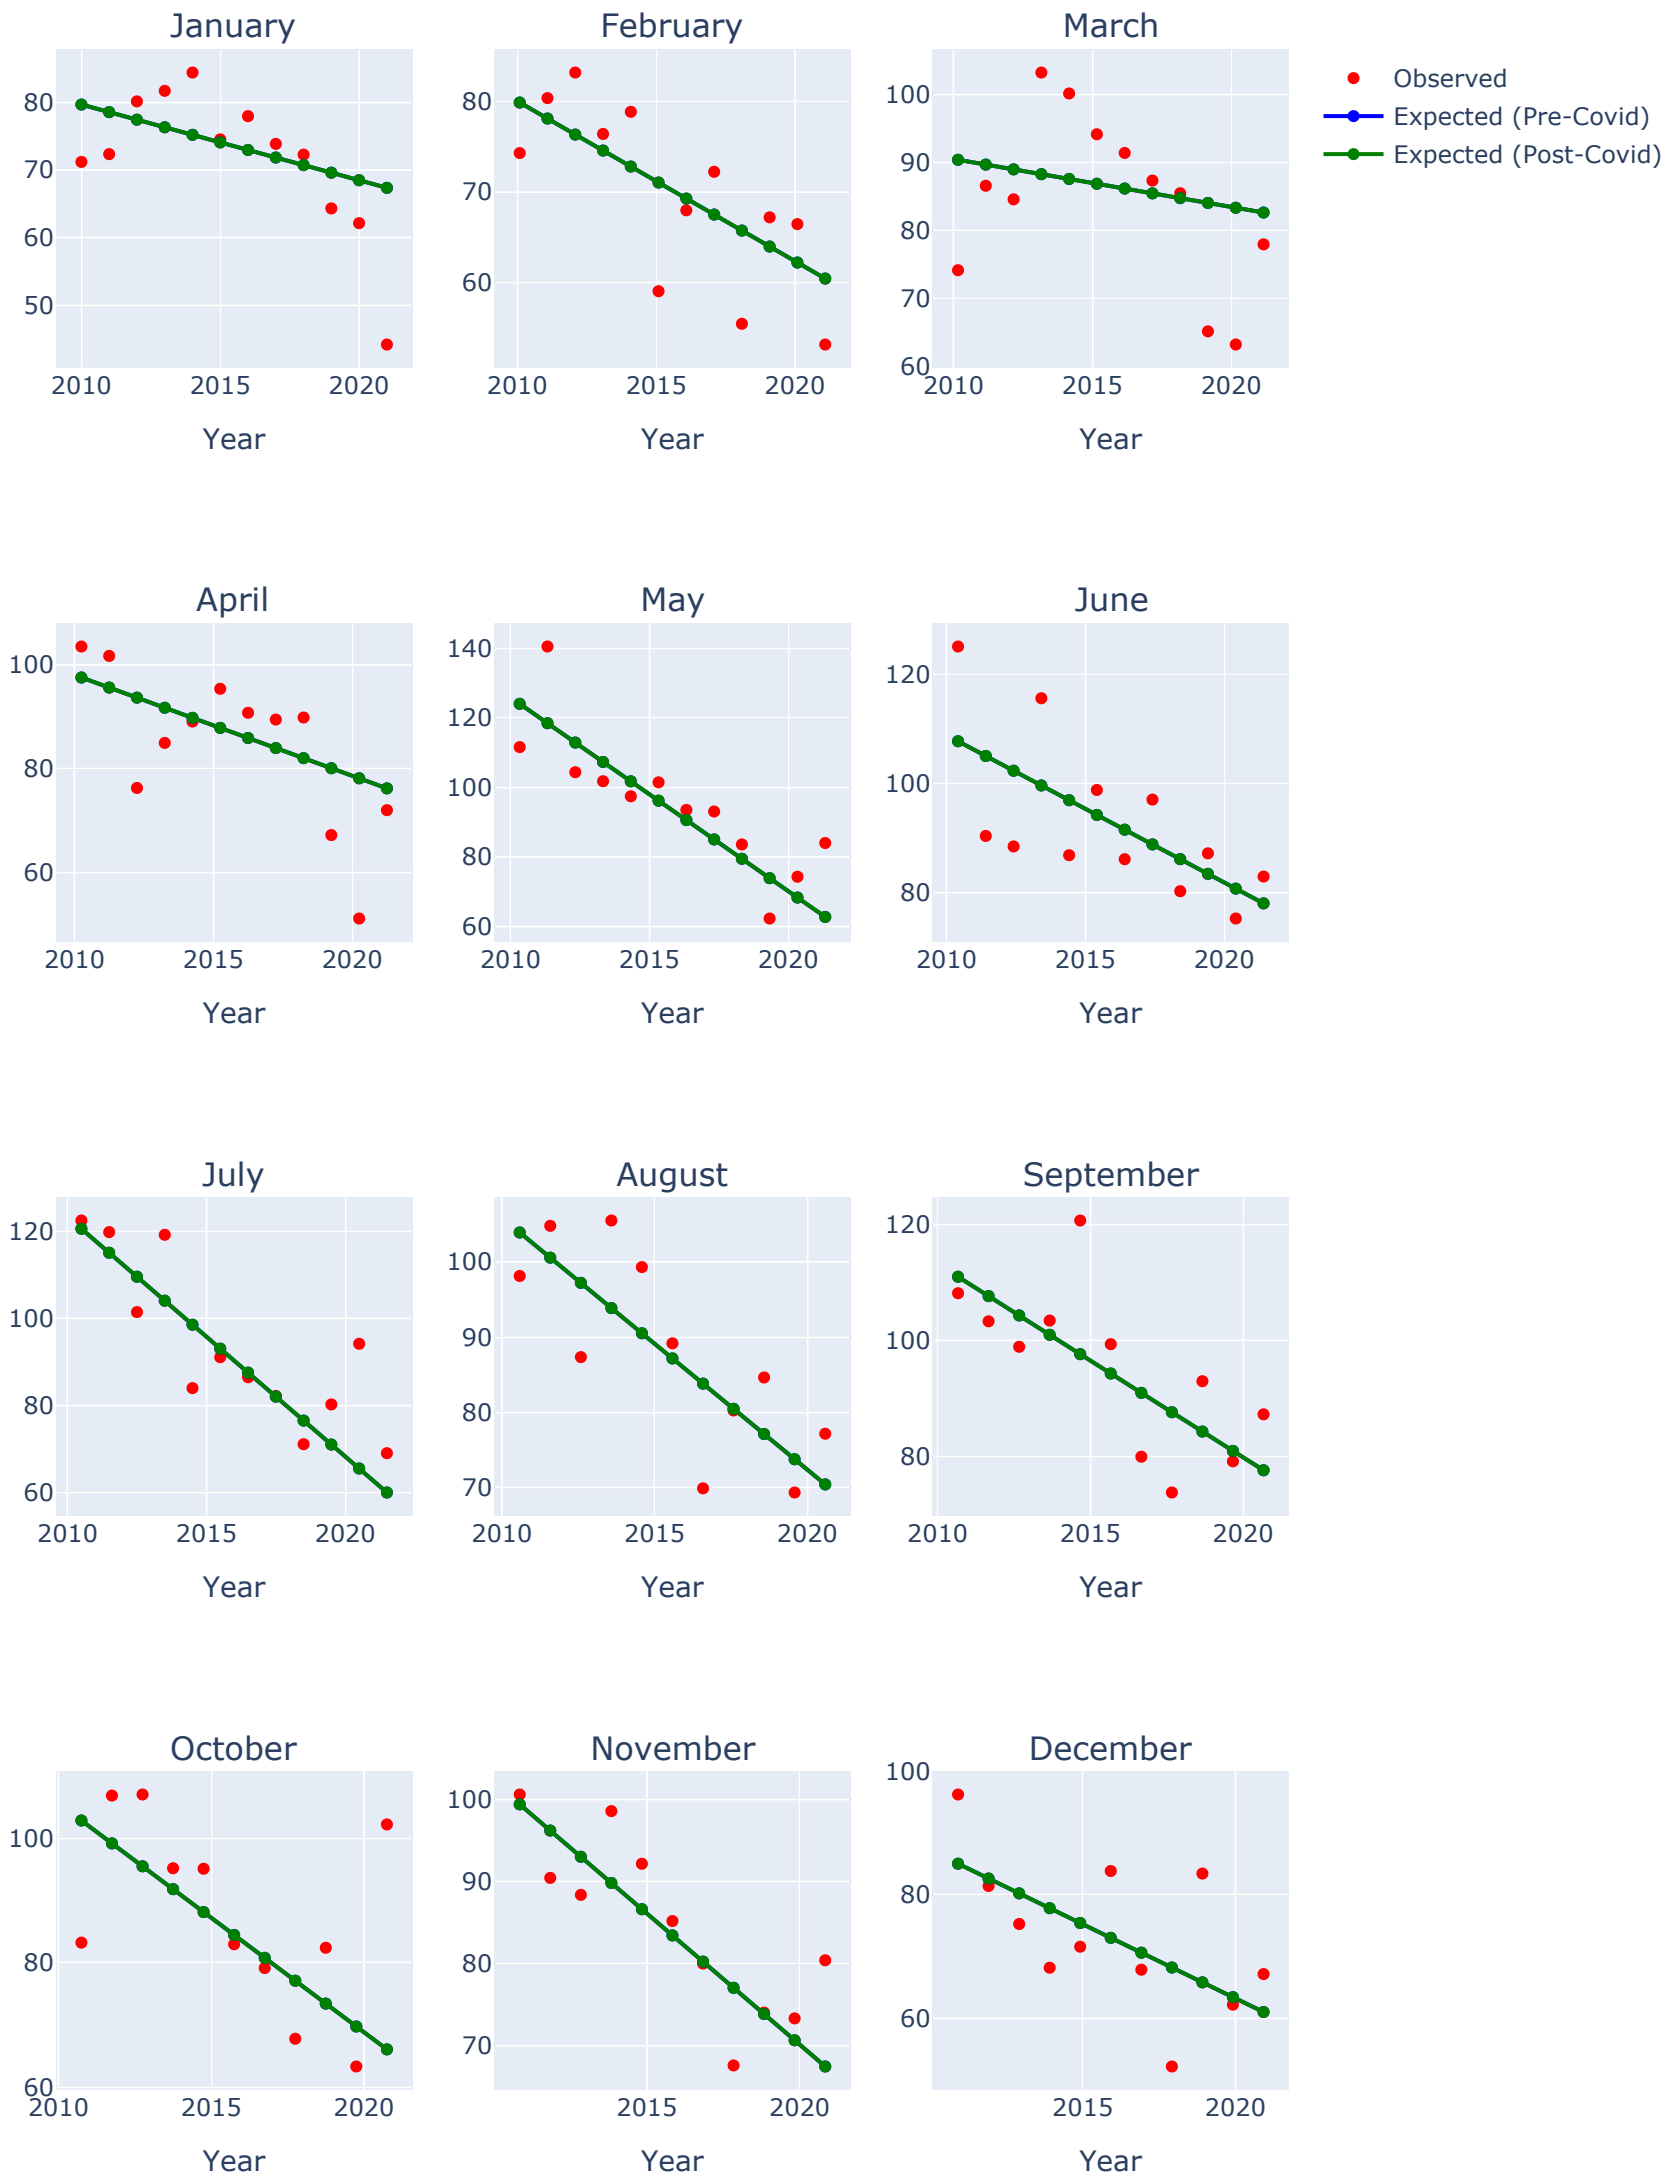 January
February
March
Observed
Expected (Pre-Covid)
Expected (Post-Covid)
80
70
60
50
2010
2015
2020
Year
80
70
60
2010
2015
2020
Year
100
90
80
70
60
2010
2015
2020
Year
April
May
June
100
80
60
2010
2015
2020
Year
140
120
100
80
60
2010
2015
2020
Year
120
100
80
2010
2015
2020
Year
July
August
September
120
100
80
60
2010
2015
2020
Year
100
90
80
70
2010
2015
2020
Year
120
100
80
2010
2015
2020
Year
October
November
December
100
80
60
2010
2015
2020
Year
100
90
80
70
2015
2020
Year
100
80
60
2015
2020
Year